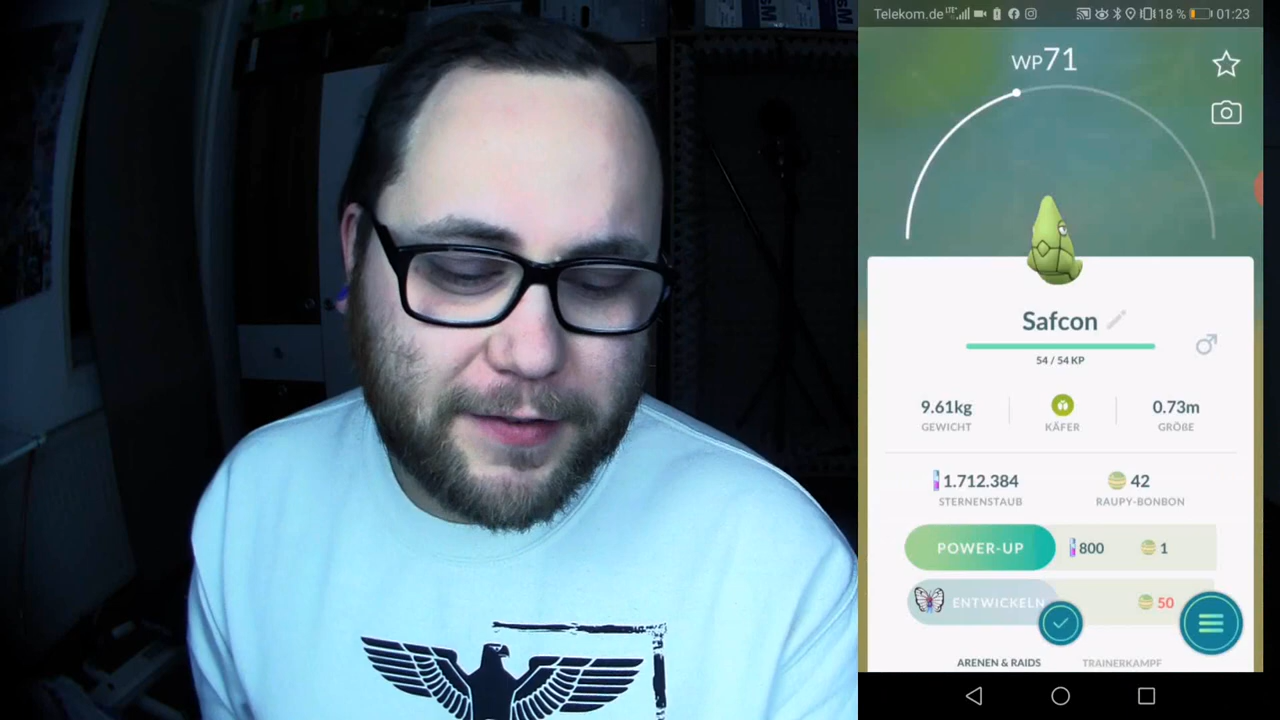 Telekom.de 18 % 01:23
WP71
Safcon
54 / 54 KP
9.61kg
GEWICHT
KÄFER
0.73m
GRÖßE
1.712.384
STERNENSTAUB
42
RAUPY-BONBON
POWER-UP 800 1
ENTWICKELN 50
ARENEN & RAIDS TRAINERKAMPF